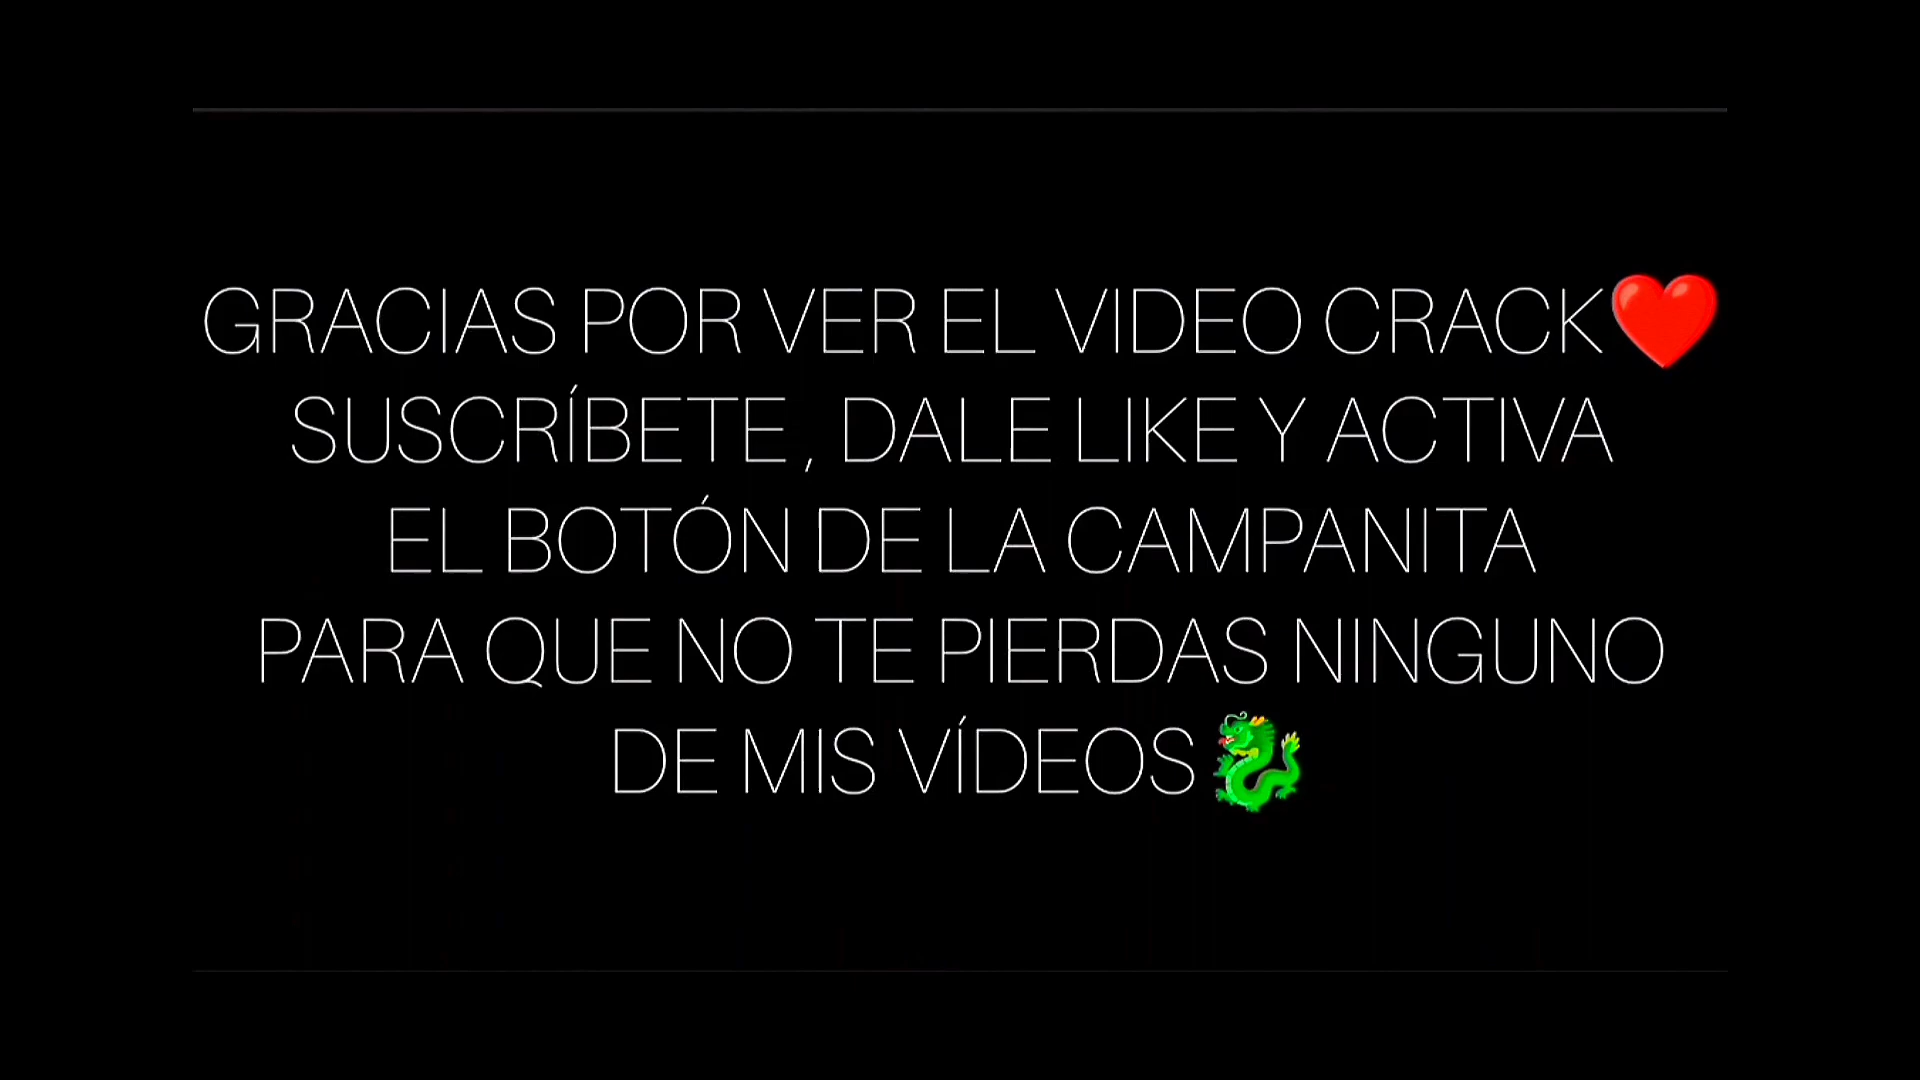 GRACIAS POR VER EL VIDEO CRACK❤️
SUSCRÍBETE , DALE LIKE Y ACTIVA
EL BOTÓN DE LA CAMPANITA
PARA QUE NO TE PIERDAS NINGUNO
DE MIS VÍDEOS🐉